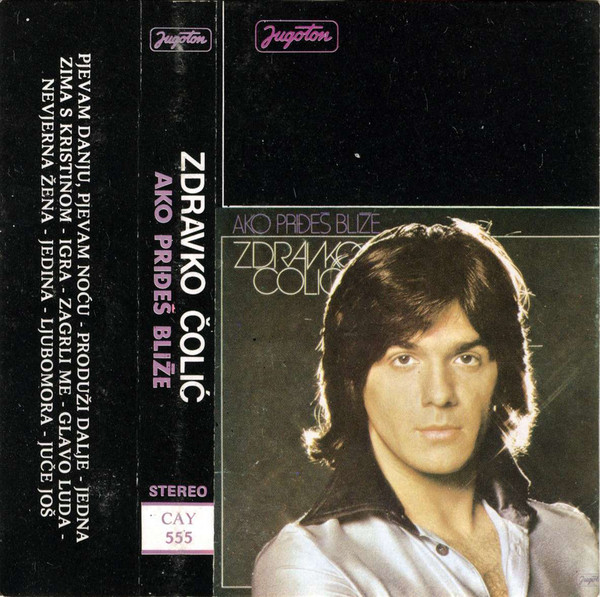 PJEVAM DANJU, PJEVAM NOĆU - PRODUŽI DALJE - JEDNA
ZIMA S KRISTINOM - IGRA - ZAGRLI ME - GLAVO LUDA -
NEVJERNA ŽENA - JEDINA - LJUBOMORA - JUČE JOŠ
Jugoton
ZDRAVKO ČOLIĆ
AKO PRIĐEŠ BLIŽE
STEREO
CAY
555
Jugoton
AKO PRIĐEŠ BLIŽE
ZDRAVKO
ČOLIĆ
Jugoton